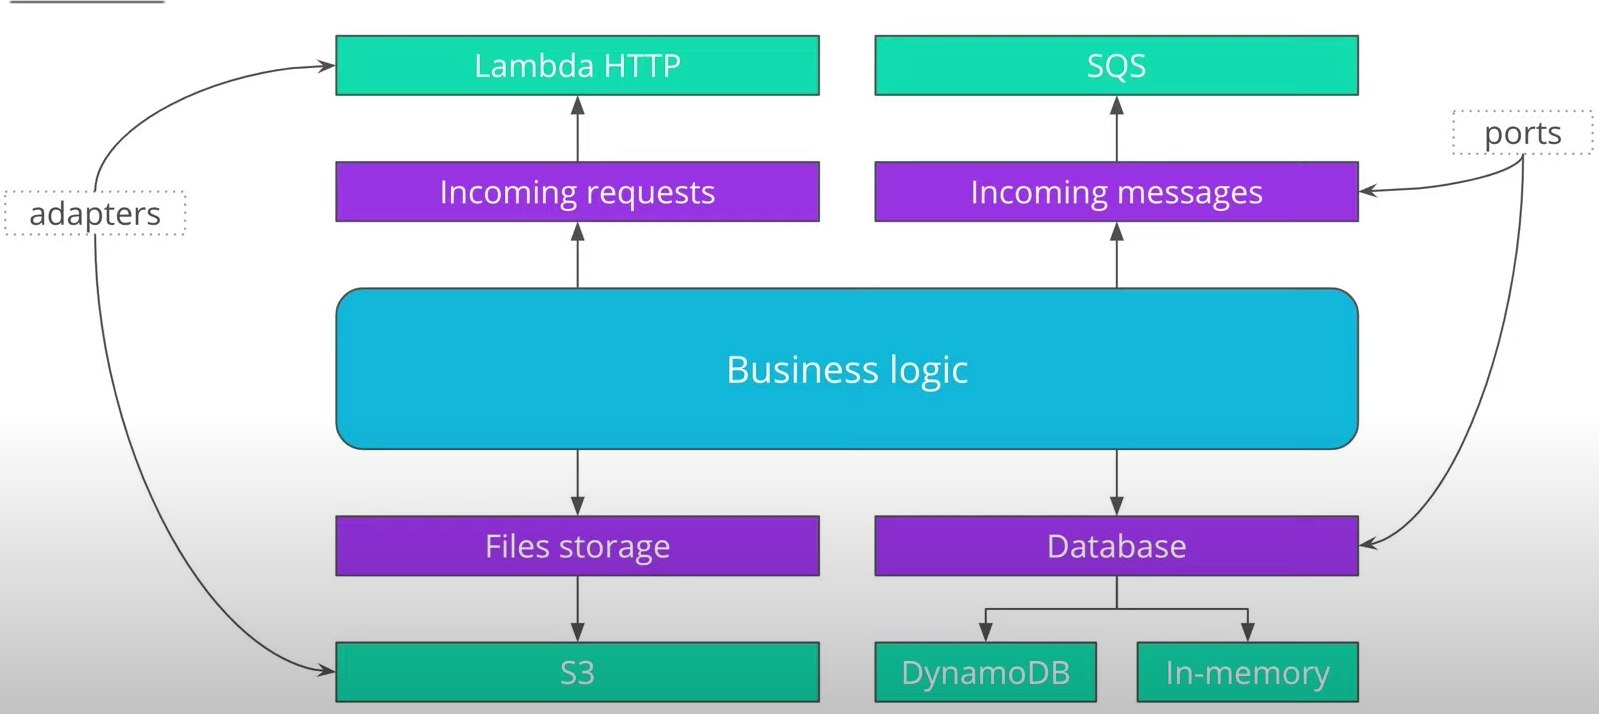 Lambda HTTP
SQS
ports
Incoming requests
Incoming messages
adapters
Business logic
Files storage
Database
S3
DynamoDB
In-memory